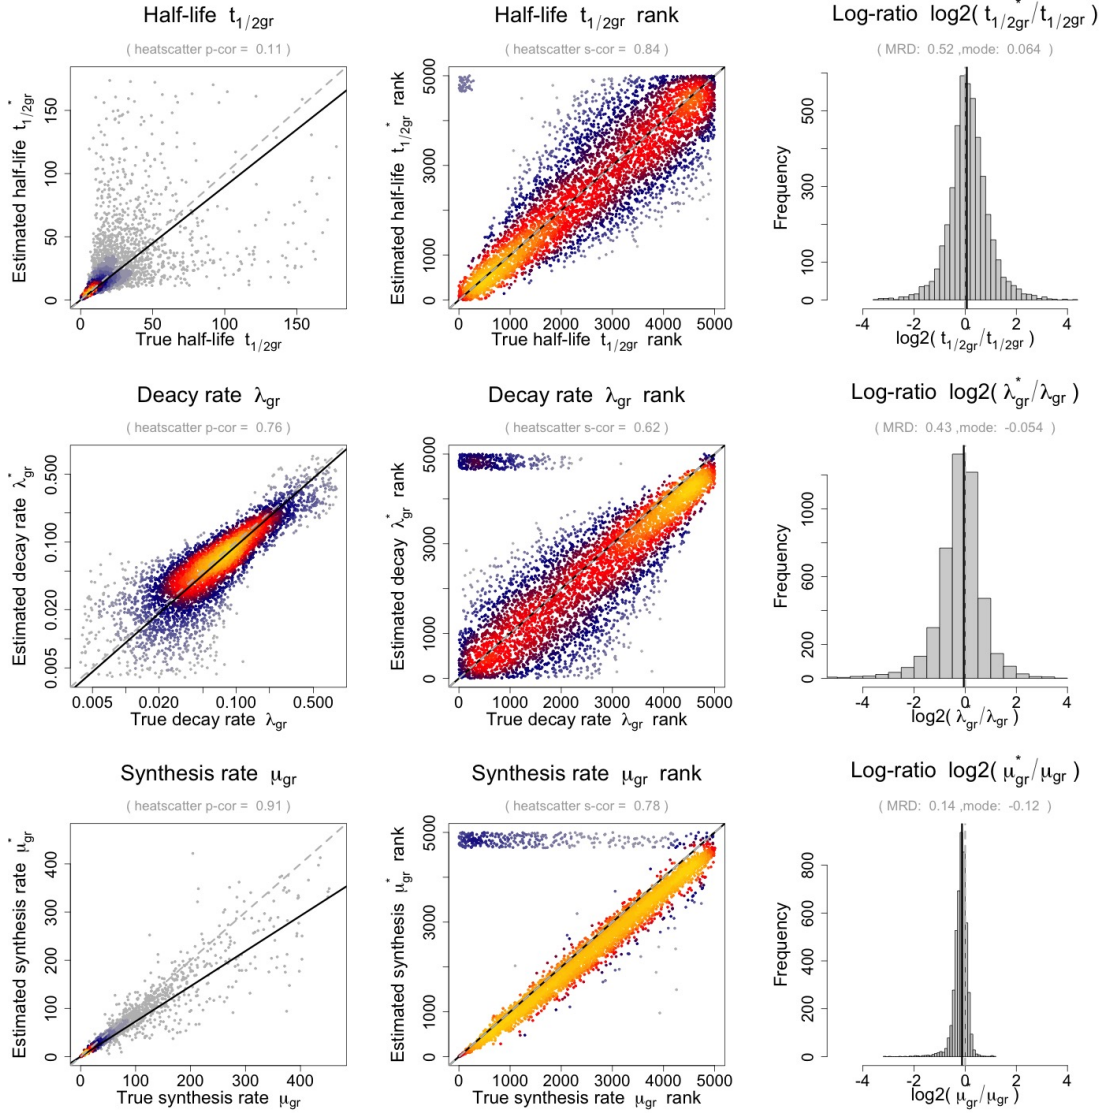 Half-life t1/2gr
( heatscatter p-cor = 0.11 )
Estimated half-life t*1/2gr
0 50 100 150
0 50 100 150
True half-life t1/2gr
Half-life t1/2gr rank
( heatscatter s-cor = 0.84 )
Estimated half-life t*1/2gr rank
0 1000 3000 5000
0 1000 2000 3000 4000 5000
True half-life t1/2gr rank
Log-ratio log2( t*1/2gr/t1/2gr )
( MRD: 0.52 ,mode: 0.064 )
Frequency
0 100 300 500
-4 -2 0 2 4
log2( t*1/2gr/t1/2gr )
Deacy rate λgr
( heatscatter p-cor = 0.76 )
Estimated decay rate λ*gr
0.005 0.020 0.100 0.500
0.005 0.020 0.100 0.500
True decay rate λgr
Decay rate λgr rank
( heatscatter s-cor = 0.62 )
Estimated decay λ*gr rank
0 1000 3000 5000
0 1000 2000 3000 4000 5000
True decay rate λgr rank
Log-ratio log2( λ*gr/λgr )
( MRD: 0.43 ,mode: -0.054 )
Frequency
0 200 600 1000
-4 -2 0 2 4
log2( λgr/λgr )
Synthesis rate μgr
( heatscatter p-cor = 0.91 )
Estimated synthesis rate μ*gr
0 100 200 300 400
0 100 200 300 400
True synthesis rate μgr
Synthesis rate μgr rank
( heatscatter s-cor = 0.78 )
Estimated synthesis μ*gr rank
0 1000 3000 5000
0 1000 2000 3000 4000 5000
True synthesis rate μgr rank
Log-ratio log2( μ*gr/μgr )
( MRD: 0.14 ,mode: -0.12 )
Frequency
0 200 400 600 800
-4 -2 0 2 4
log2( μgr/μgr )